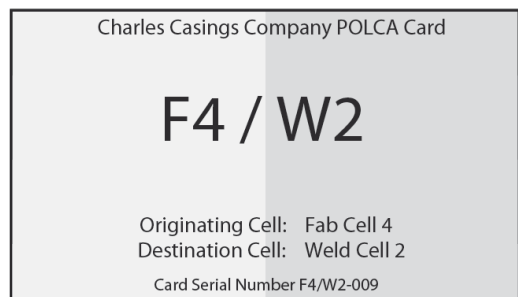 Charles Casings Company POLCA Card
F4 / W2
Originating Cell: Fab Cell 4
Destination Cell: Weld Cell 2
Card Serial Number F4/W2-009